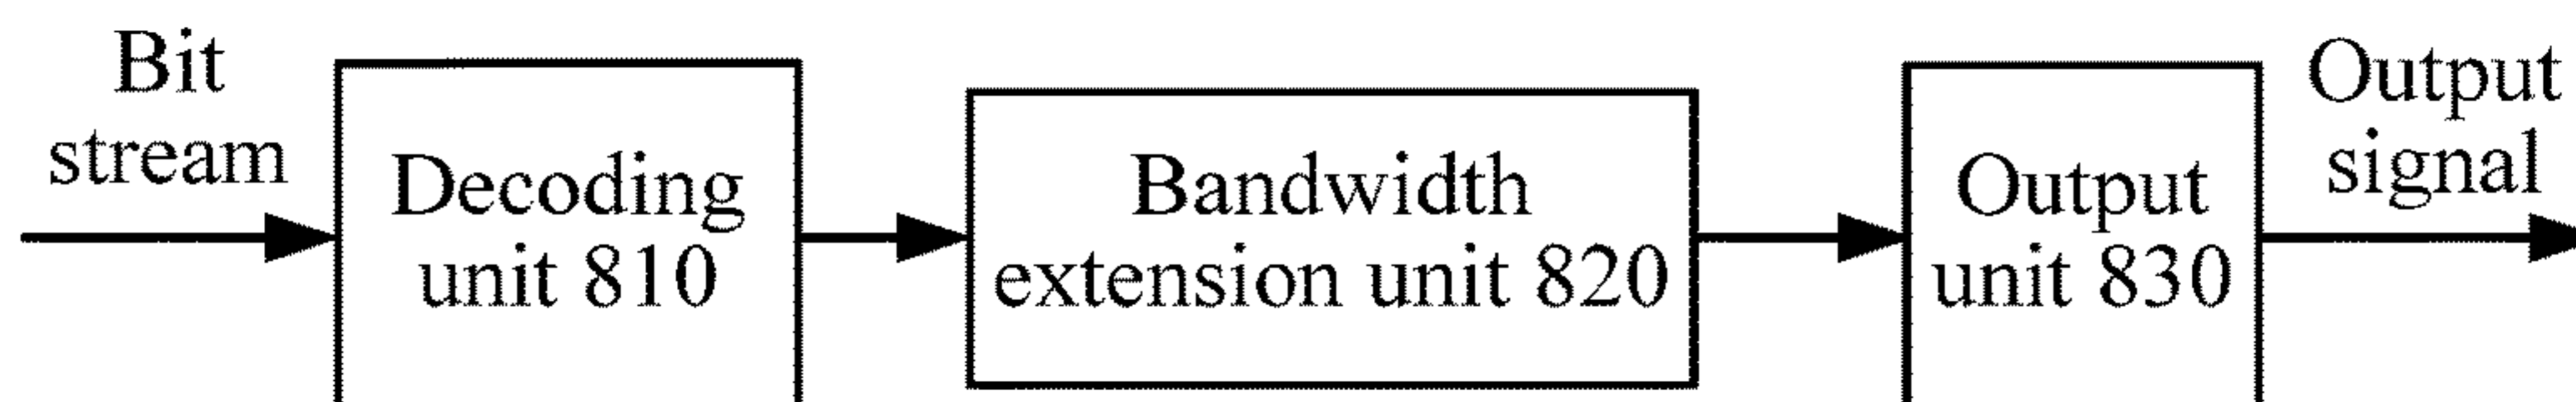 Bit
stream
Decoding
unit 810
Bandwidth
extension unit 820
Output
unit 830
Output
signal